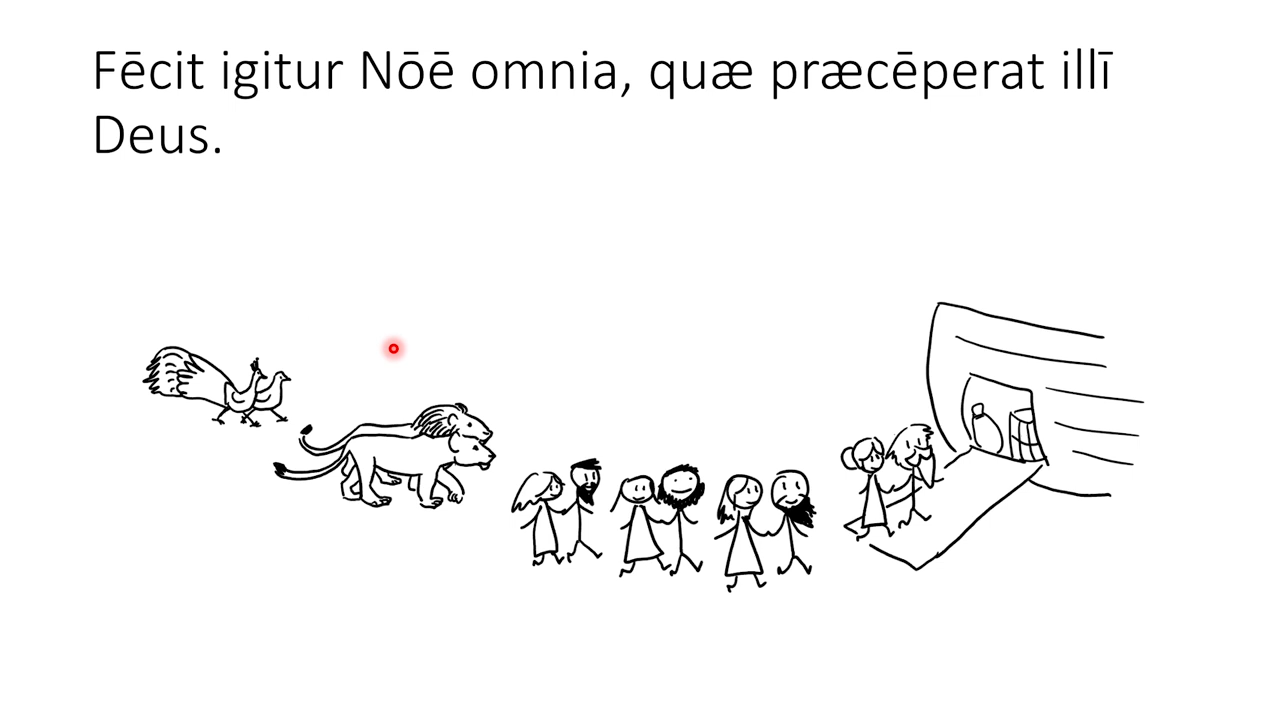 Fēcit igitur Nōē omnia, quæ præcēperat illī
Deus.